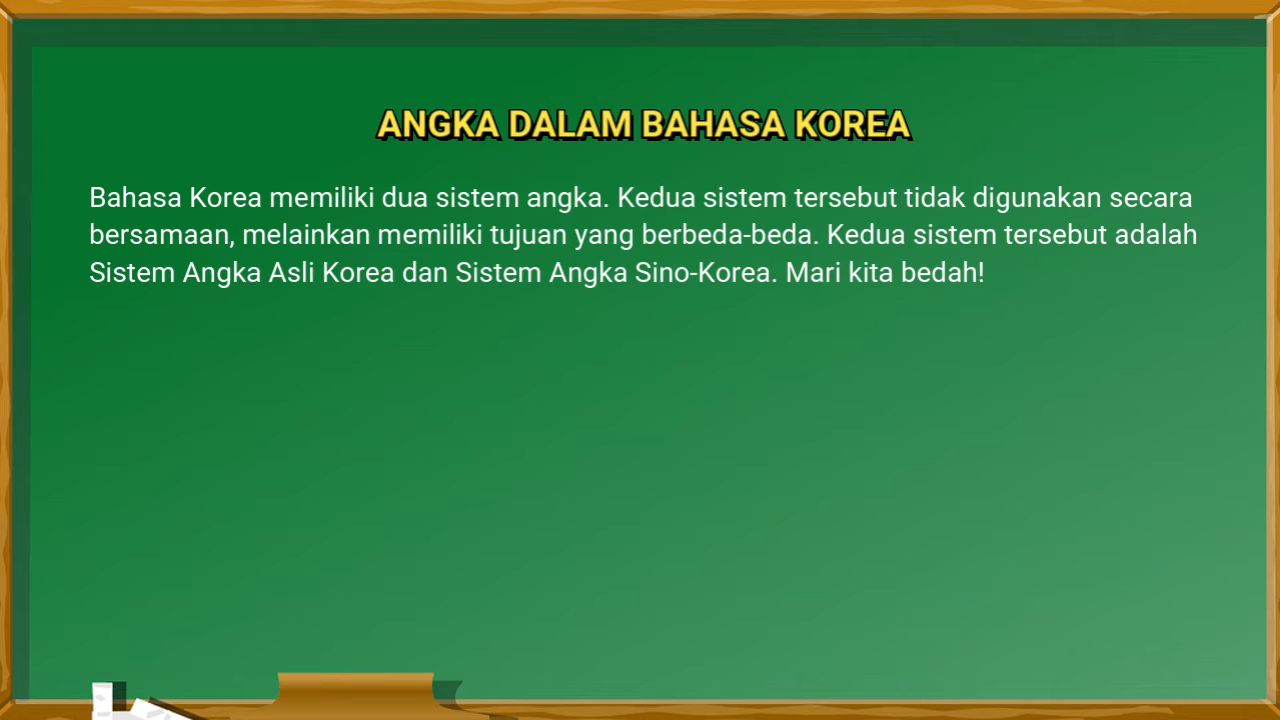 ANGKA DALAM BAHASA KOREA
Bahasa Korea memiliki dua sistem angka. Kedua sistem tersebut tidak digunakan secara
bersamaan, melainkan memiliki tujuan yang berbeda-beda. Kedua sistem tersebut adalah
Sistem Angka Asli Korea dan Sistem Angka Sino-Korea. Mari kita bedah!